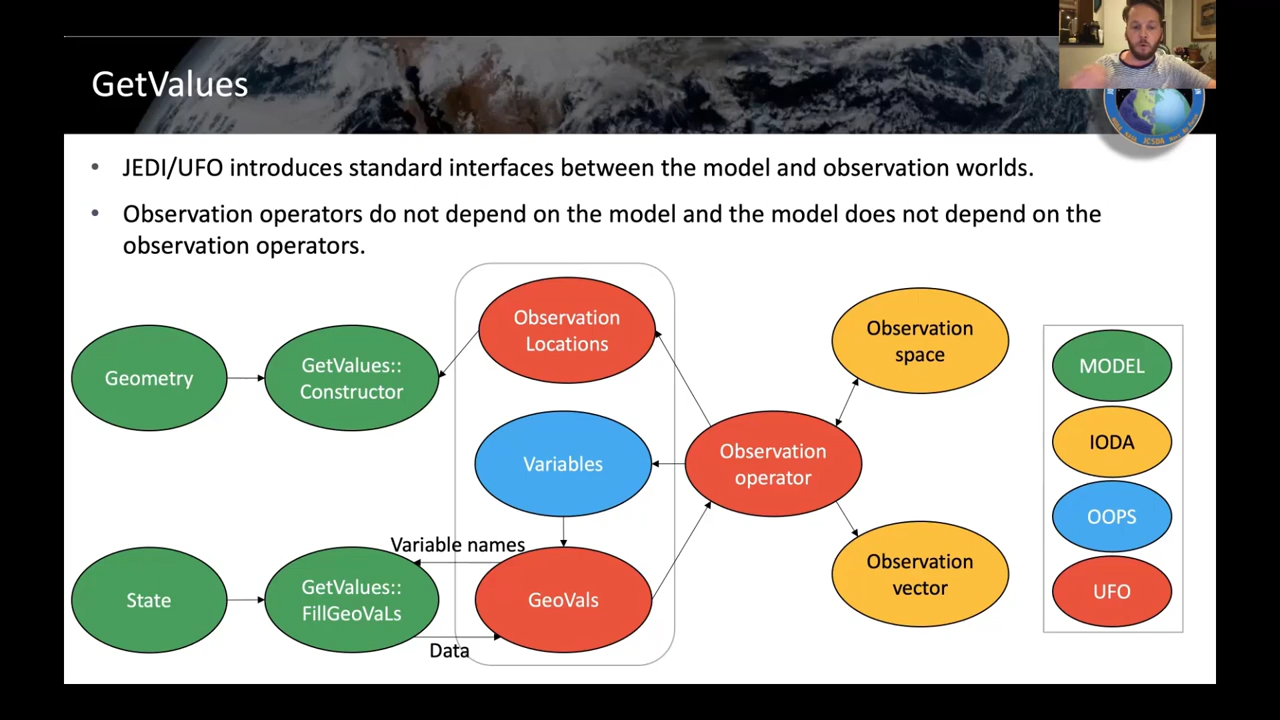 GetValues
• JEDI/UFO introduces standard interfaces between the model and observation worlds.
• Observation operators do not depend on the model and the model does not depend on the
observation operators.
Observation
Locations
Observation
space
Geometry
GetValues::
Constructor
MODEL
IODA
Variables
Observation
operator
OOPS
Variable names
State
GetValues::
FillGeoVaLs
GeoVals
Observation
vector
UFO
Data
JCSDA